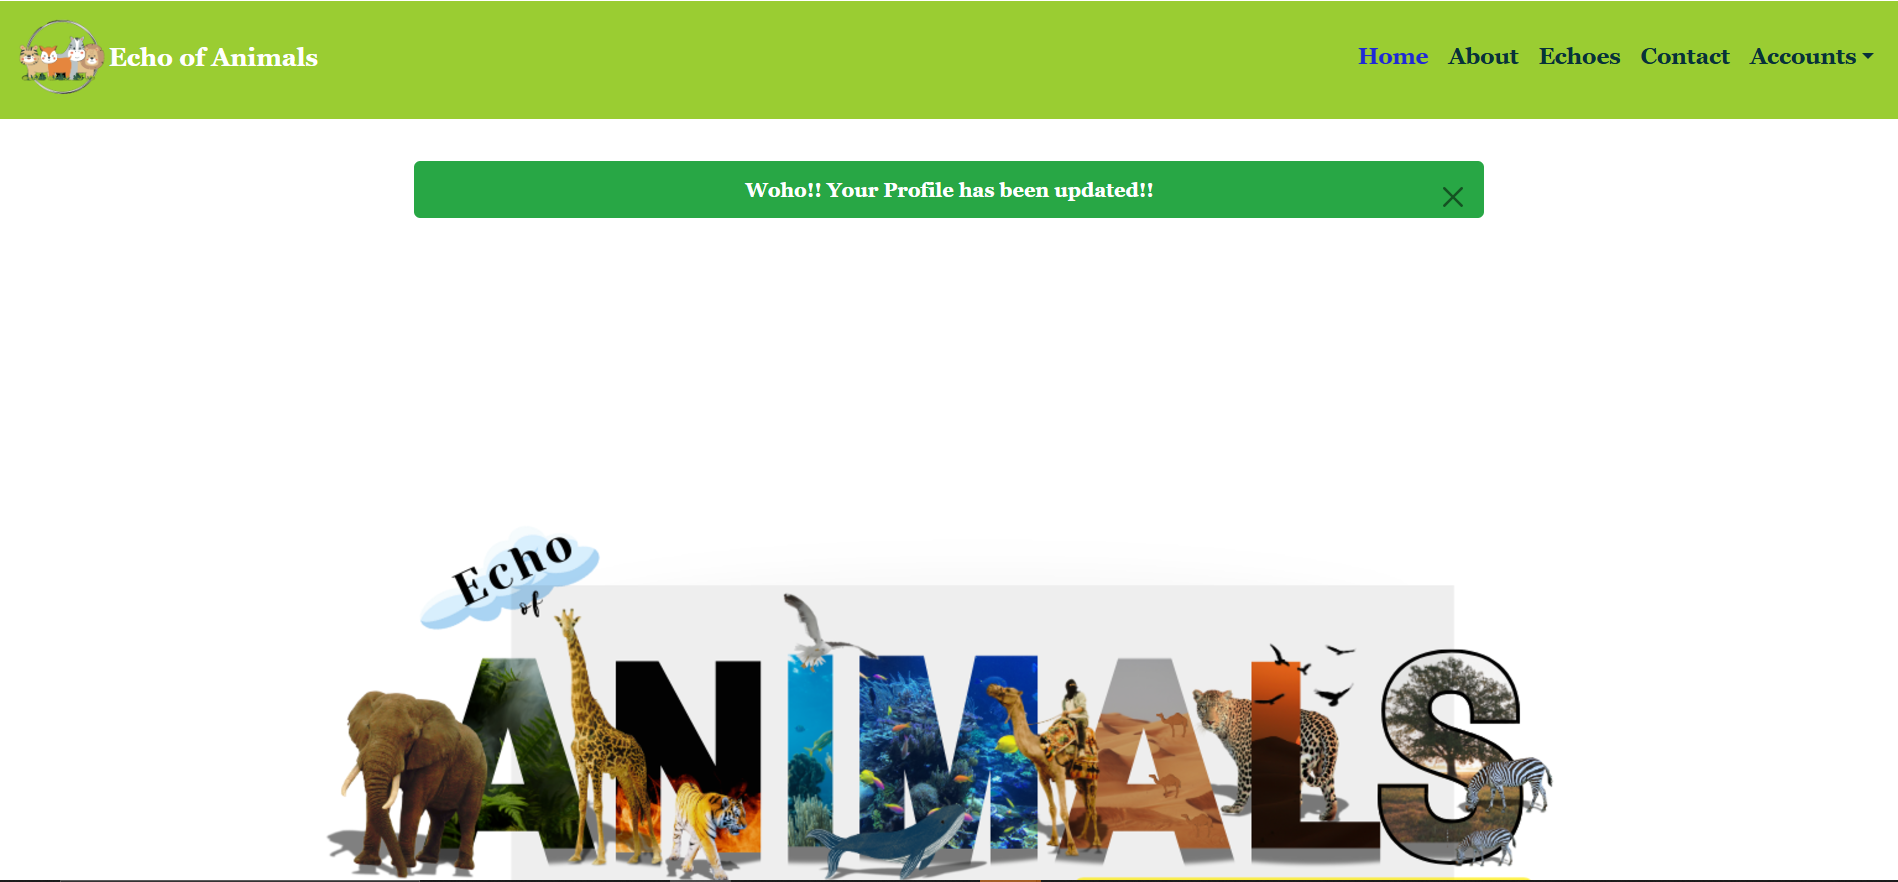 Echo of Animals
Home About Echoes Contact Accounts
Woho!! Your Profile has been updated!!
Echo
of
ANIMALS